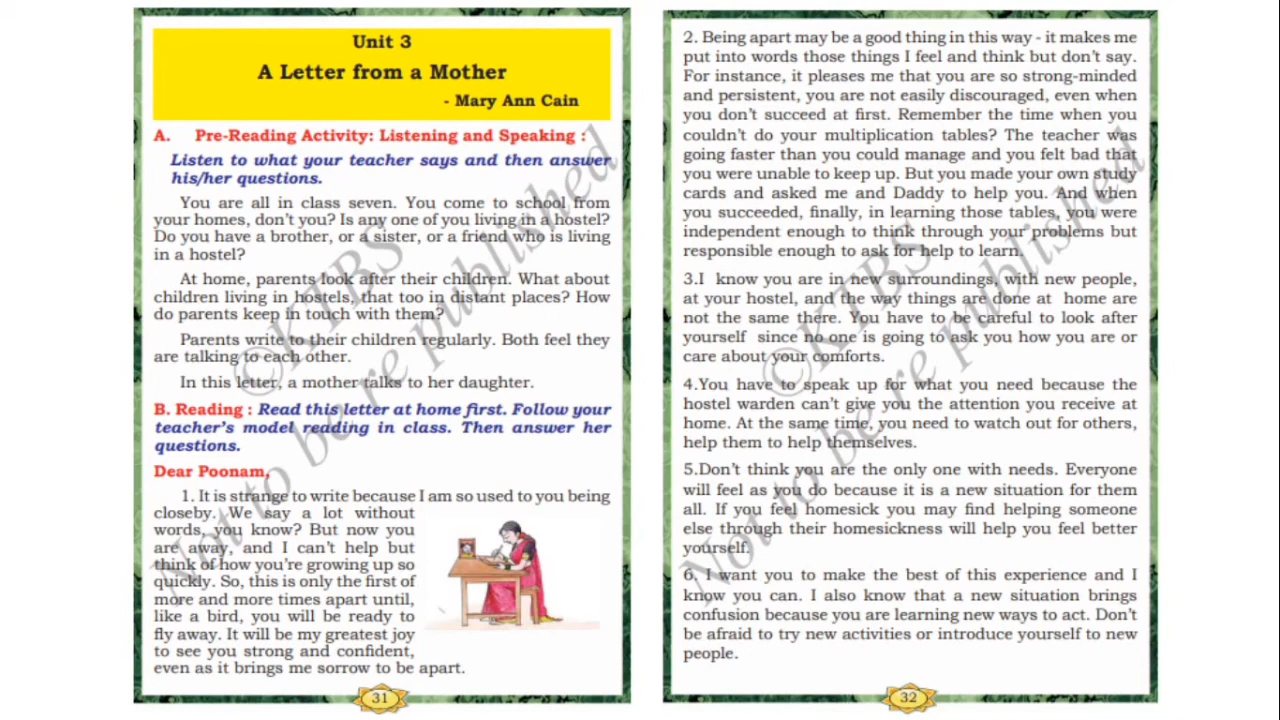 Unit 3
A Letter from a Mother
- Mary Ann Cain
A. Pre-Reading Activity: Listening and Speaking :
Listen to what your teacher says and then answer
his/her questions.
You are all in class seven. You come to school from
your homes, don't you? Is any one of you living in a hostel?
Do you have a brother, or a sister, or a friend who is living
in a hostel?
At home, parents look after their children. What about
children living in hostels, that too in distant places? How
do parents keep in touch with them?
Parents write to their children regularly. Both feel they
are talking to each other.
In this letter, a mother talks to her daughter.
B. Reading : Read this letter at home first. Follow your
teacher's model reading in class. Then answer her
questions.
Dear Poonam,
1. It is strange to write because I am so used to you being
closeby. We say a lot without
words, you know? But now you
are away, and I can't help but
think of how you're growing up so
quickly. So, this is only the first of
more and more times apart until,
like a bird, you will be ready to
fly away. It will be my greatest joy
to see you strong and confident,
even as it brings me sorrow to be apart.
31
©KTBS
Not to be republished
2. Being apart may be a good thing in this way - it makes me
put into words those things I feel and think but don't say.
For instance, it pleases me that you are so strong-minded
and persistent, you are not easily discouraged, even when
you don't succeed at first. Remember the time when you
couldn't do your multiplication tables? The teacher was
going faster than you could manage and you felt bad that
you were unable to keep up. But you made your own study
cards and asked me and Daddy to help you. And when
you succeeded, finally, in learning those tables, you were
independent enough to think through your problems but
responsible enough to ask for help to learn.
3.I know you are in new surroundings, with new people,
at your hostel, and the way things are done at home are
not the same there. You have to be careful to look after
yourself since no one is going to ask you how you are or
care about your comforts.
4.You have to speak up for what you need because the
hostel warden can't give you the attention you receive at
home. At the same time, you need to watch out for others,
help them to help themselves.
5.Don't think you are the only one with needs. Everyone
will feel as you do because it is a new situation for them
all. If you feel homesick you may find helping someone
else through their homesickness will help you feel better
yourself.
6. I want you to make the best of this experience and I
know you can. I also know that a new situation brings
confusion because you are learning new ways to act. Don't
be afraid to try new activities or introduce yourself to new
people.
32
©KTBS
Not to be republished